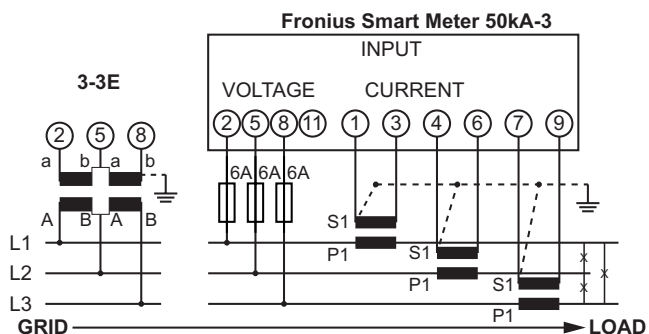 Fronius Smart Meter 50kA-3
INPUT
3-3E
VOLTAGE CURRENT
2 5 8
2 5 8 11 1 3 4 6 7 9
a b a b
6A 6A 6A
A B A B
S1
L1
P1
S1
L2
P1
S1
L3
P1
GRID LOAD
x
x
x